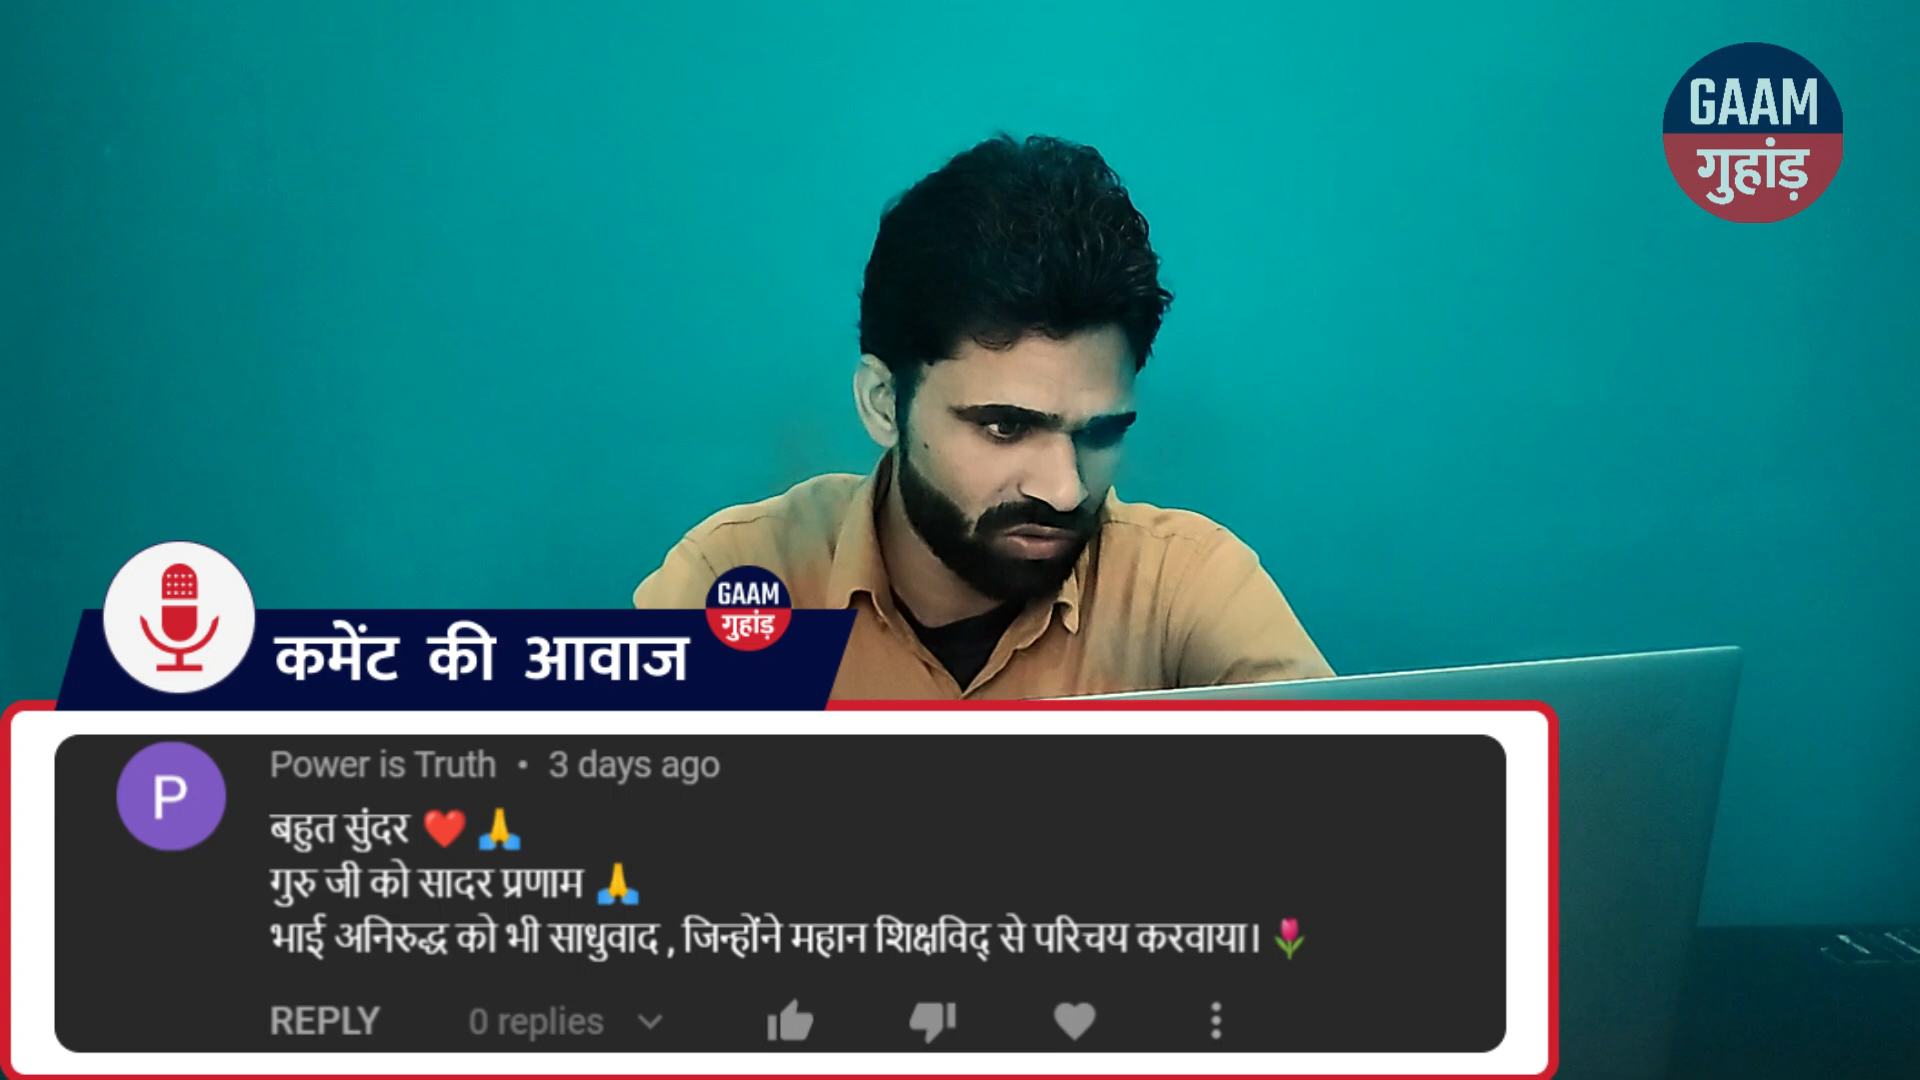 GAAM
गुहांड़
GAAM
गुहांड़
कमेंट की आवाज
P
Power is Truth • 3 days ago
बहुत सुंदर ❤️ 🙏
गुरु जी को सादर प्रणाम 🙏
भाई अनिरुद्ध को भी साधुवाद , जिन्होंने महान शिक्षविद् से परिचय करवाया। 🌷
REPLY 0 replies